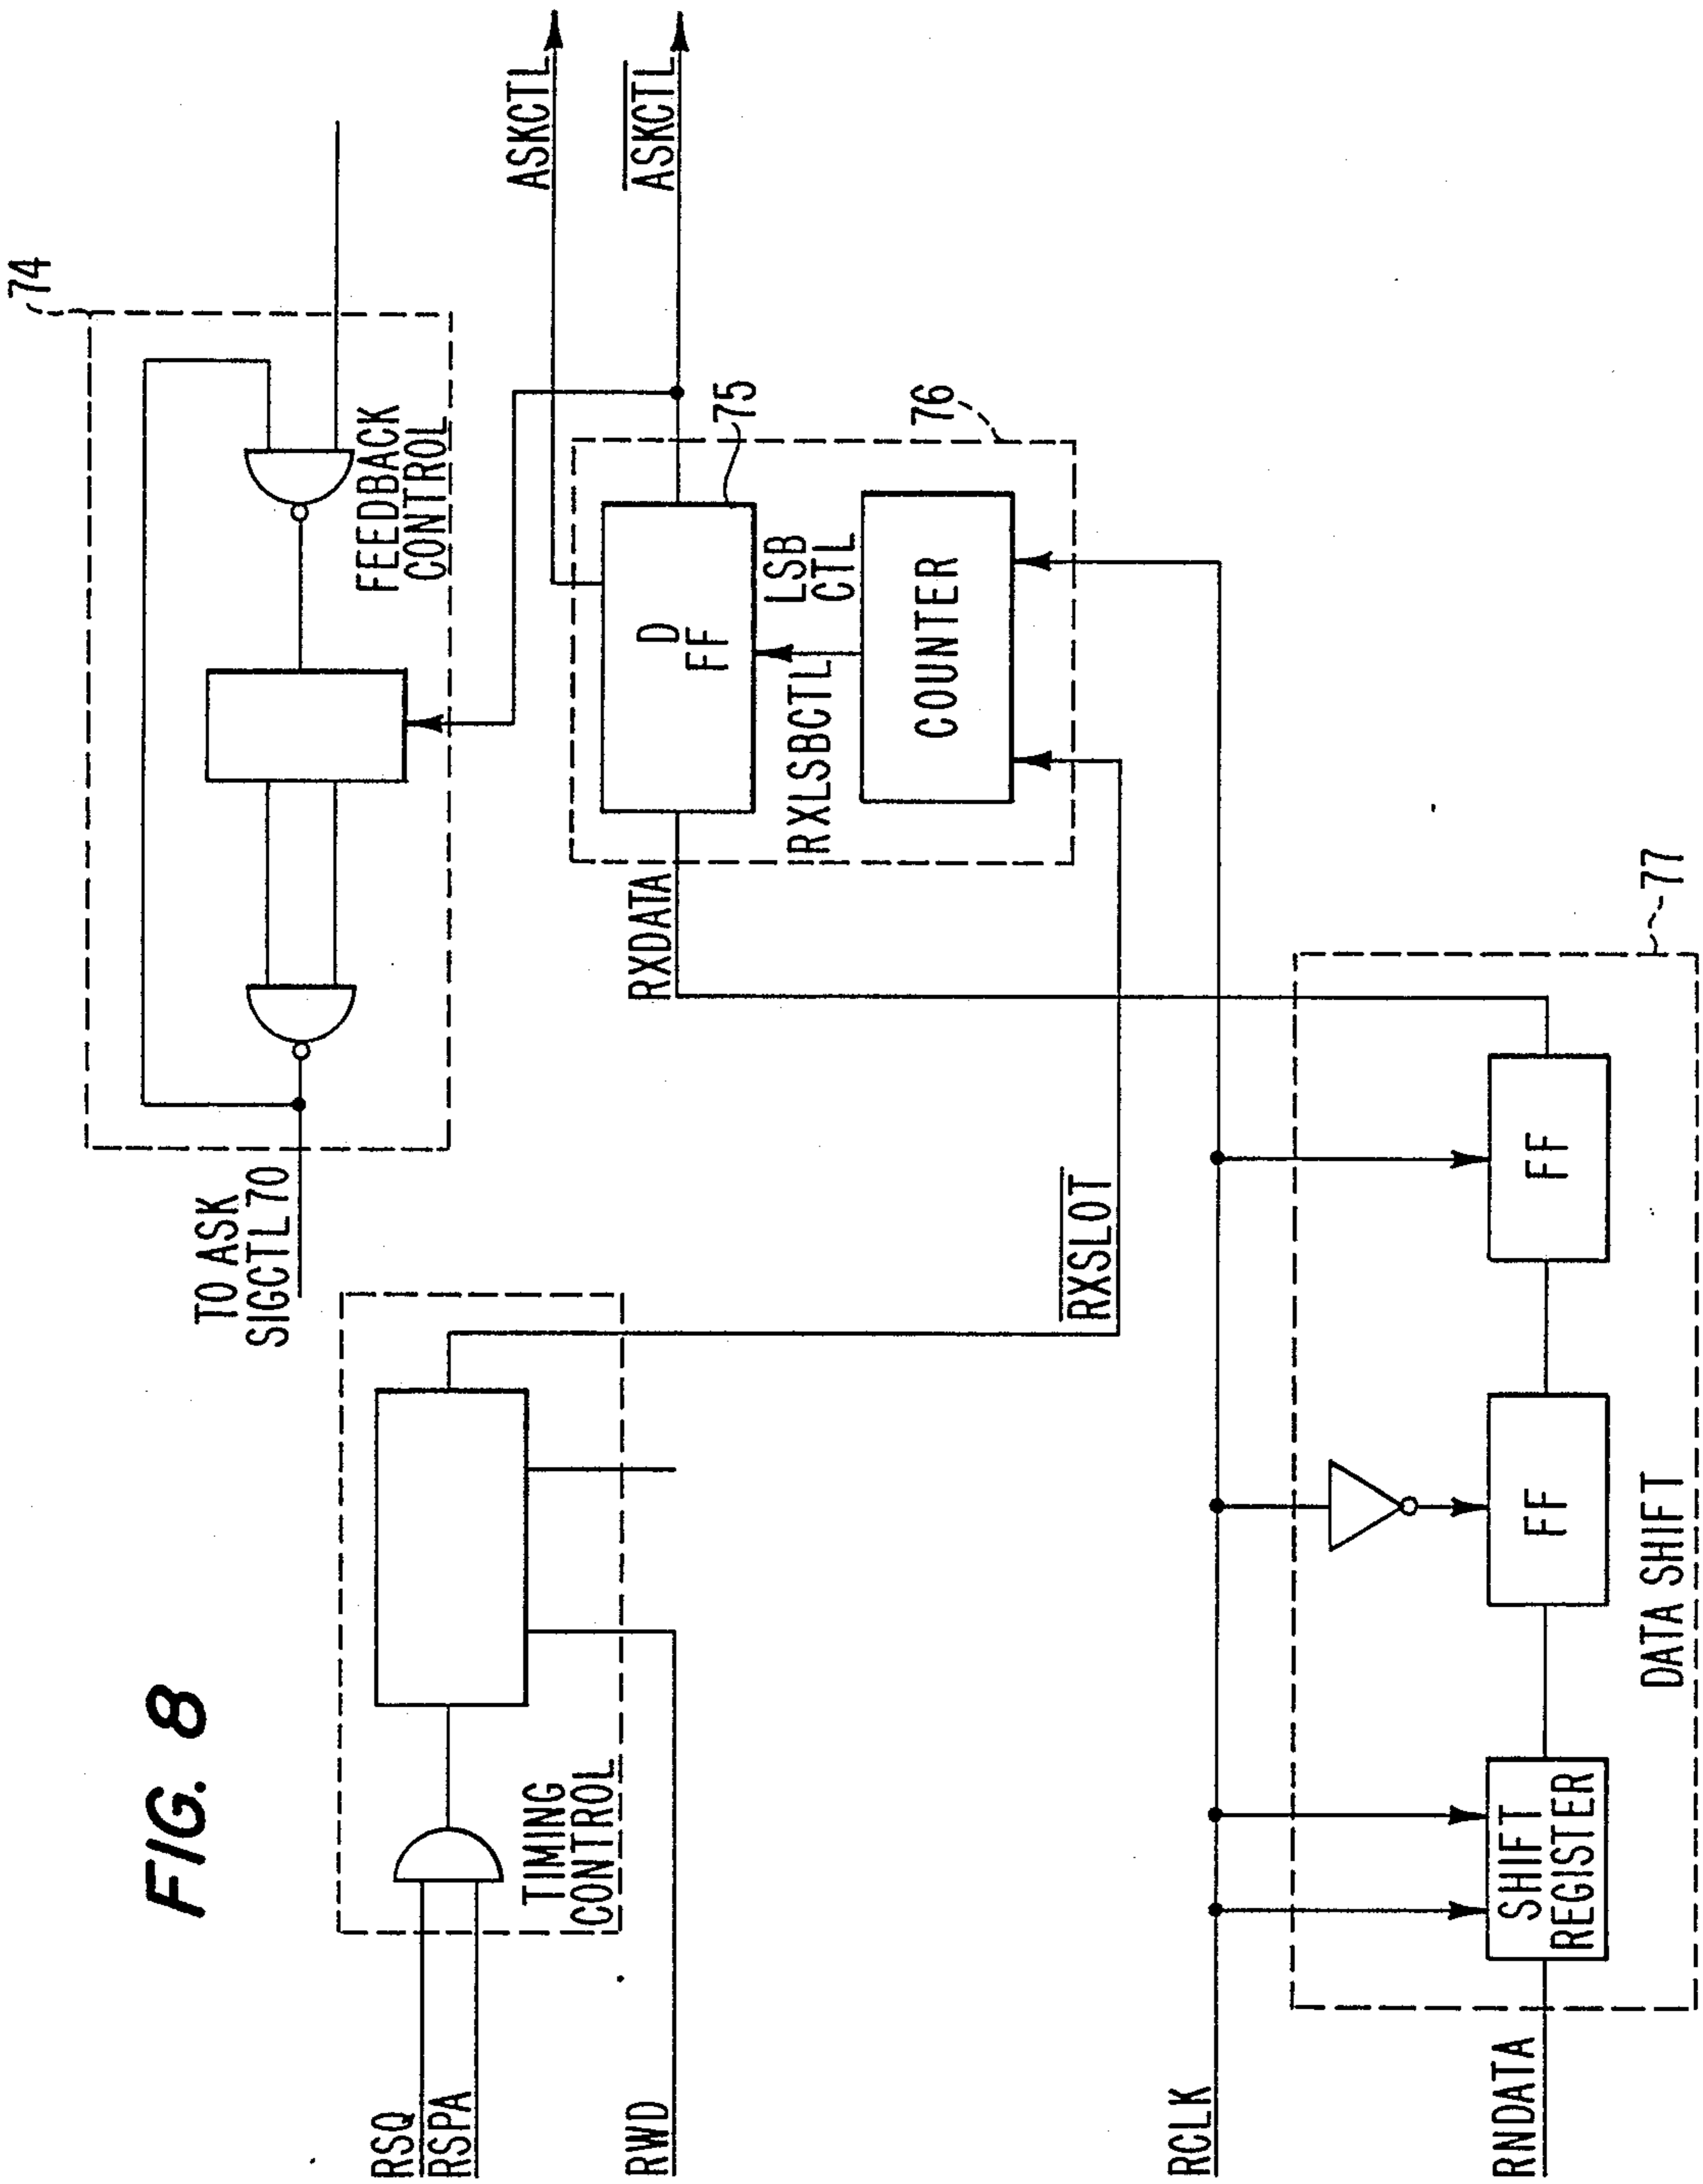 FIG. 8
RSQ
RSPA
RWD
TIMING
CONTROL
TO ASK
SIGCTL 70
74
FEEDBACK
CONTROL
ASKCTL
ASKCTL
RXDATA
D
FF
75
RXLSBCTL
LSB
CTL
COUNTER
76
RXSLOT
RCLK
RNDATA
SHIFT
REGISTER
FF
FF
DATA SHIFT
77